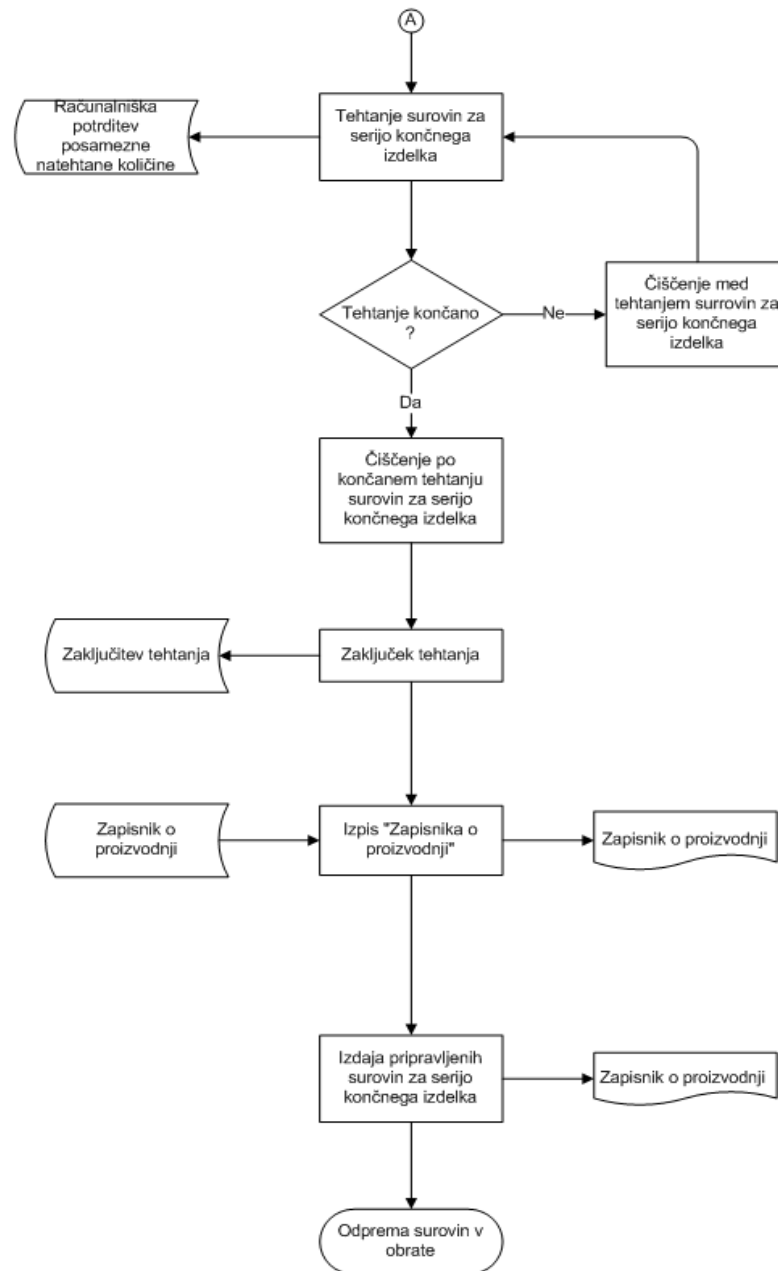 A
Računalniška
potrditev
posamezne
natehtane količine
Tehtanje surovin za
serijo končnega
izdelka
Čiščenje med
tehtanjem surrovin za
serijo končnega
izdelka
Tehtanje končano
?
Ne
Da
Čiščenje po
končanem tehtanju
surovin za serijo
končnega izdelka
Zaključitev tehtanja
Zaključek tehtanja
Zapisnik o
proizvodnji
Izpis "Zapisnika o
proizvodnji"
Zapisnik o proizvodnji
Izdaja pripravljenih
surovin za serijo
končnega izdelka
Zapisnik o proizvodnji
Odprema surovin v
obrate